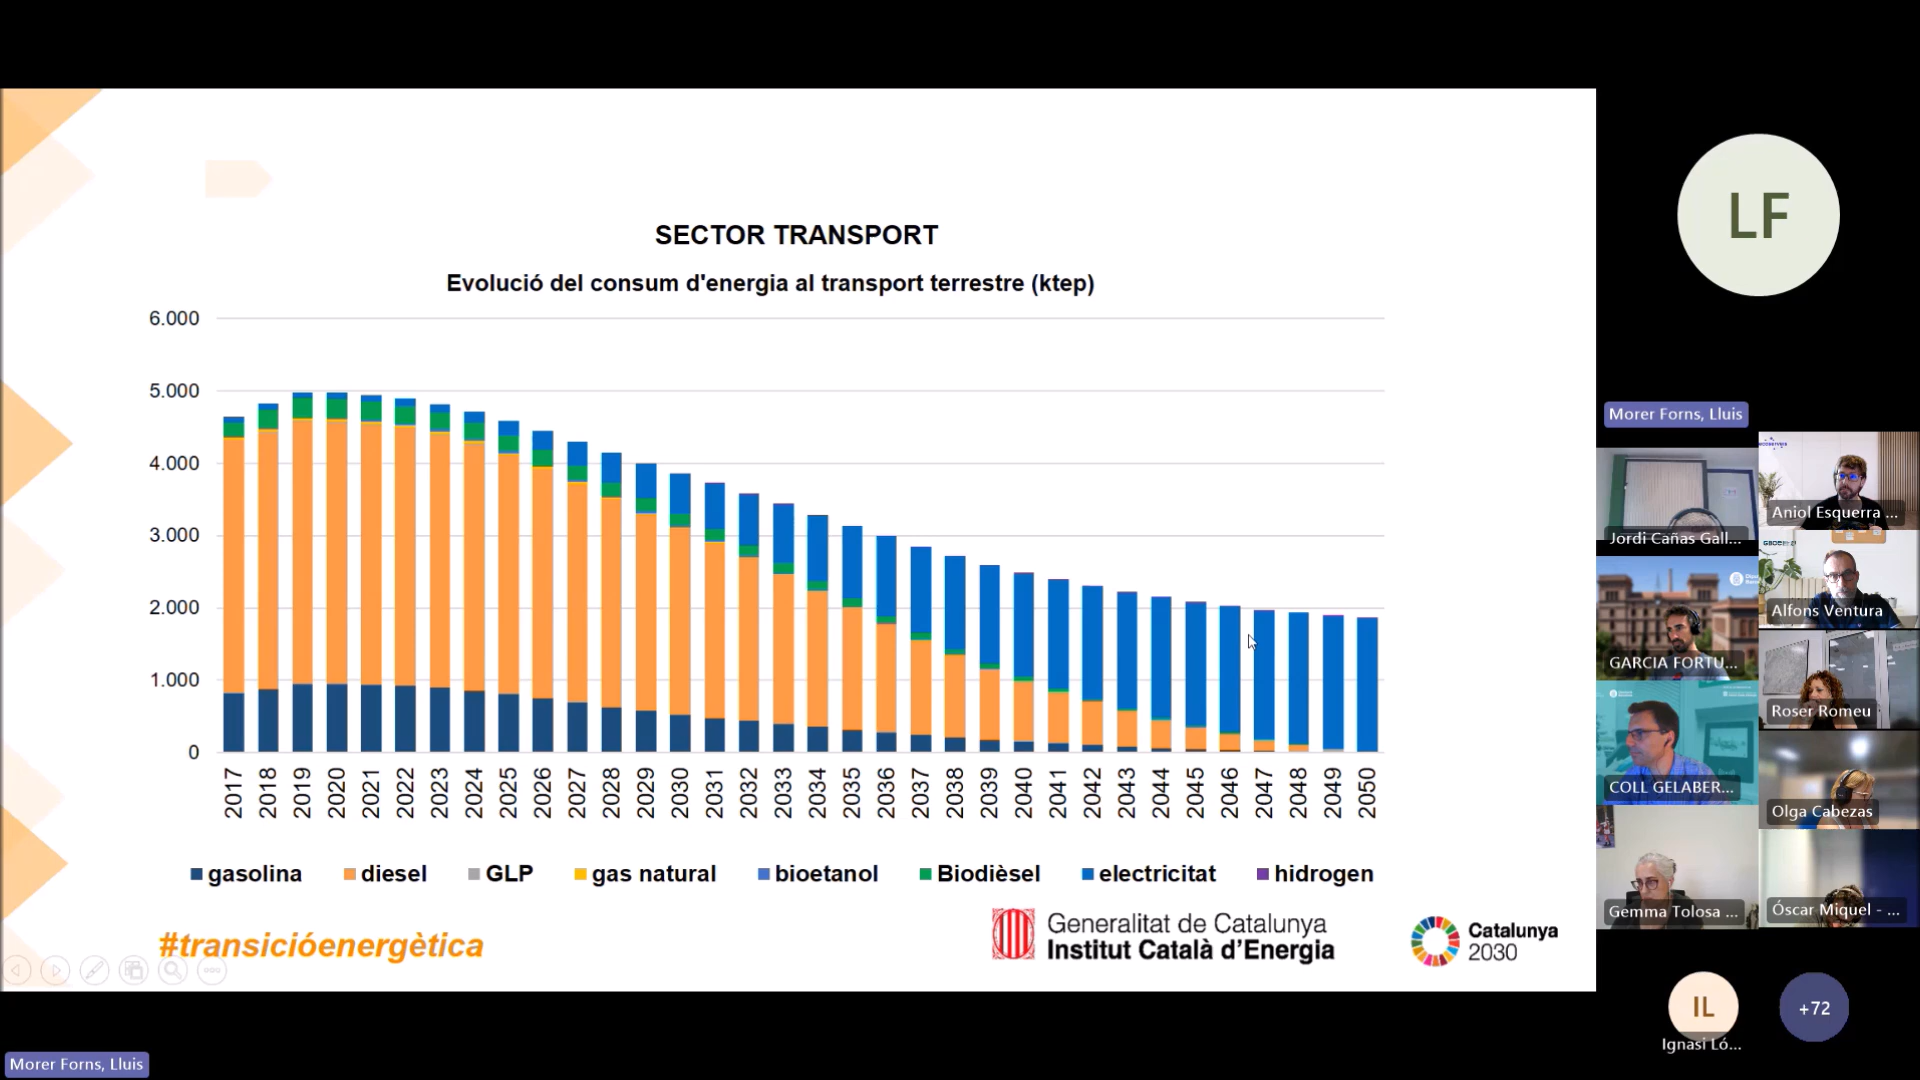 SECTOR TRANSPORT
Evolució del consum d'energia al transport terrestre (ktep)
6.000
5.000
4.000
3.000
2.000
1.000
0
2017 2018 2019 2020 2021 2022 2023 2024 2025 2026 2027 2028 2029 2030 2031 2032 2033 2034 2035 2036 2037 2038 2039 2040 2041 2042 2043 2044 2045 2046 2047 2048 2049 2050
gasolina diesel GLP gas natural bioetanol Biodièsel electricitat hidrogen
#transicióenergètica
Generalitat de Catalunya
Institut Català d'Energia
Catalunya
2030
Morer Forns, Lluis
LF
Morer Forns, Lluis
Jordi Cañas Gall...
Aniol Esquerra ...
Alfons Ventura
GARCIA FORTU...
Roser Romeu
COLL GELABER...
Olga Cabezas
Gemma Tolosa ...
Óscar Miquel - ...
IL
Ignasi Ló...
+72